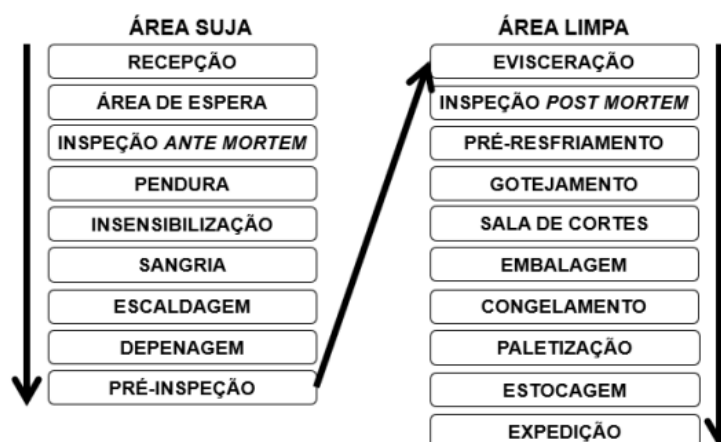 ÁREA SUJA
RECEPÇÃO
ÁREA DE ESPERA
INSPEÇÃO ANTE MORTEM
PENDURA
INSENSIBILIZAÇÃO
SANGRIA
ESCALDAGEM
DEPENAGEM
PRÉ-INSPEÇÃO
ÁREA LIMPA
EVISCERAÇÃO
INSPEÇÃO POST MORTEM
PRÉ-RESFRIAMENTO
GOTEJAMENTO
SALA DE CORTES
EMBALAGEM
CONGELAMENTO
PALETIZAÇÃO
ESTOCAGEM
EXPEDIÇÃO